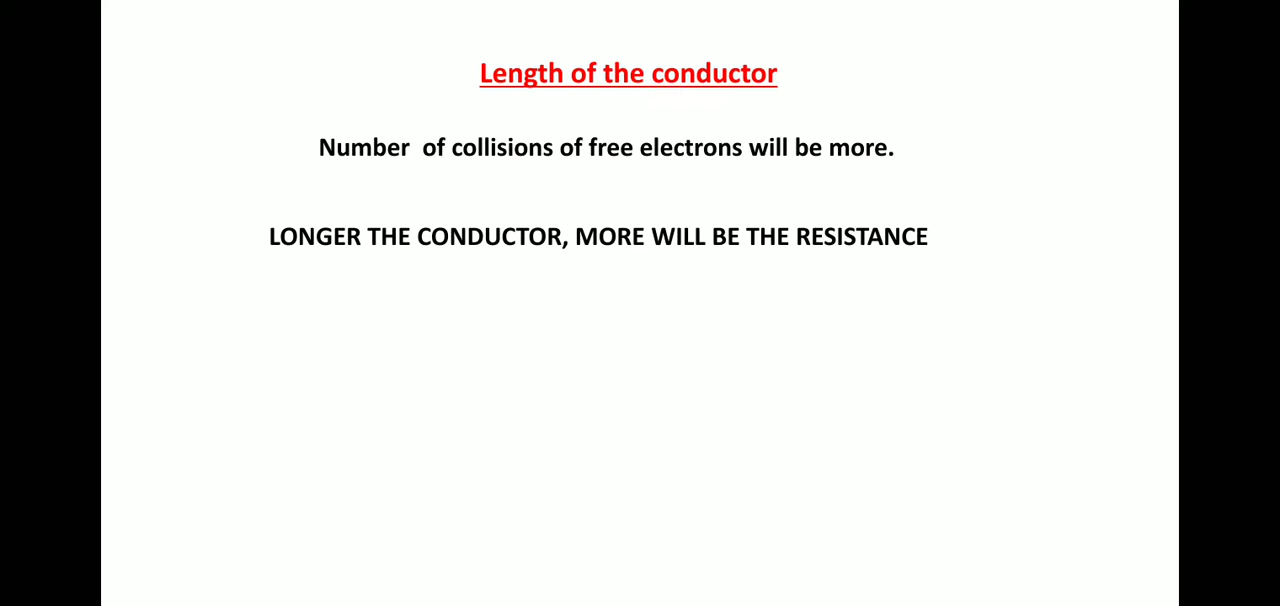 Length of the conductor
Number  of collisions of free electrons will be more.
LONGER THE CONDUCTOR, MORE WILL BE THE RESISTANCE